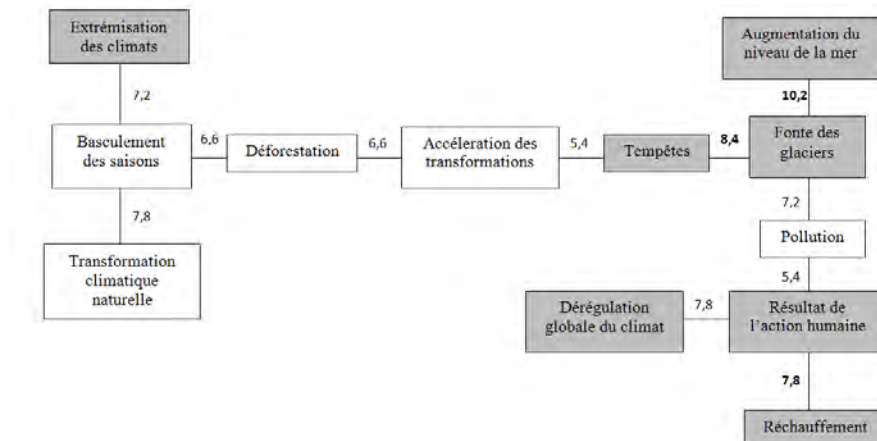 Extrémisation
des climats
Augmentation du
niveau de la mer
7,2
10,2
Basculement
des saisons
6,6
Déforestation
6,6
Accéleration des
transformations
5,4
Tempêtes
8,4
Fonte des
glaciers
7,8
7,2
Transformation
climatique
naturelle
Pollution
5,4
Dérégulation
globale du climat
7,8
Résultat de
l'action humaine
7,8
Réchauffement